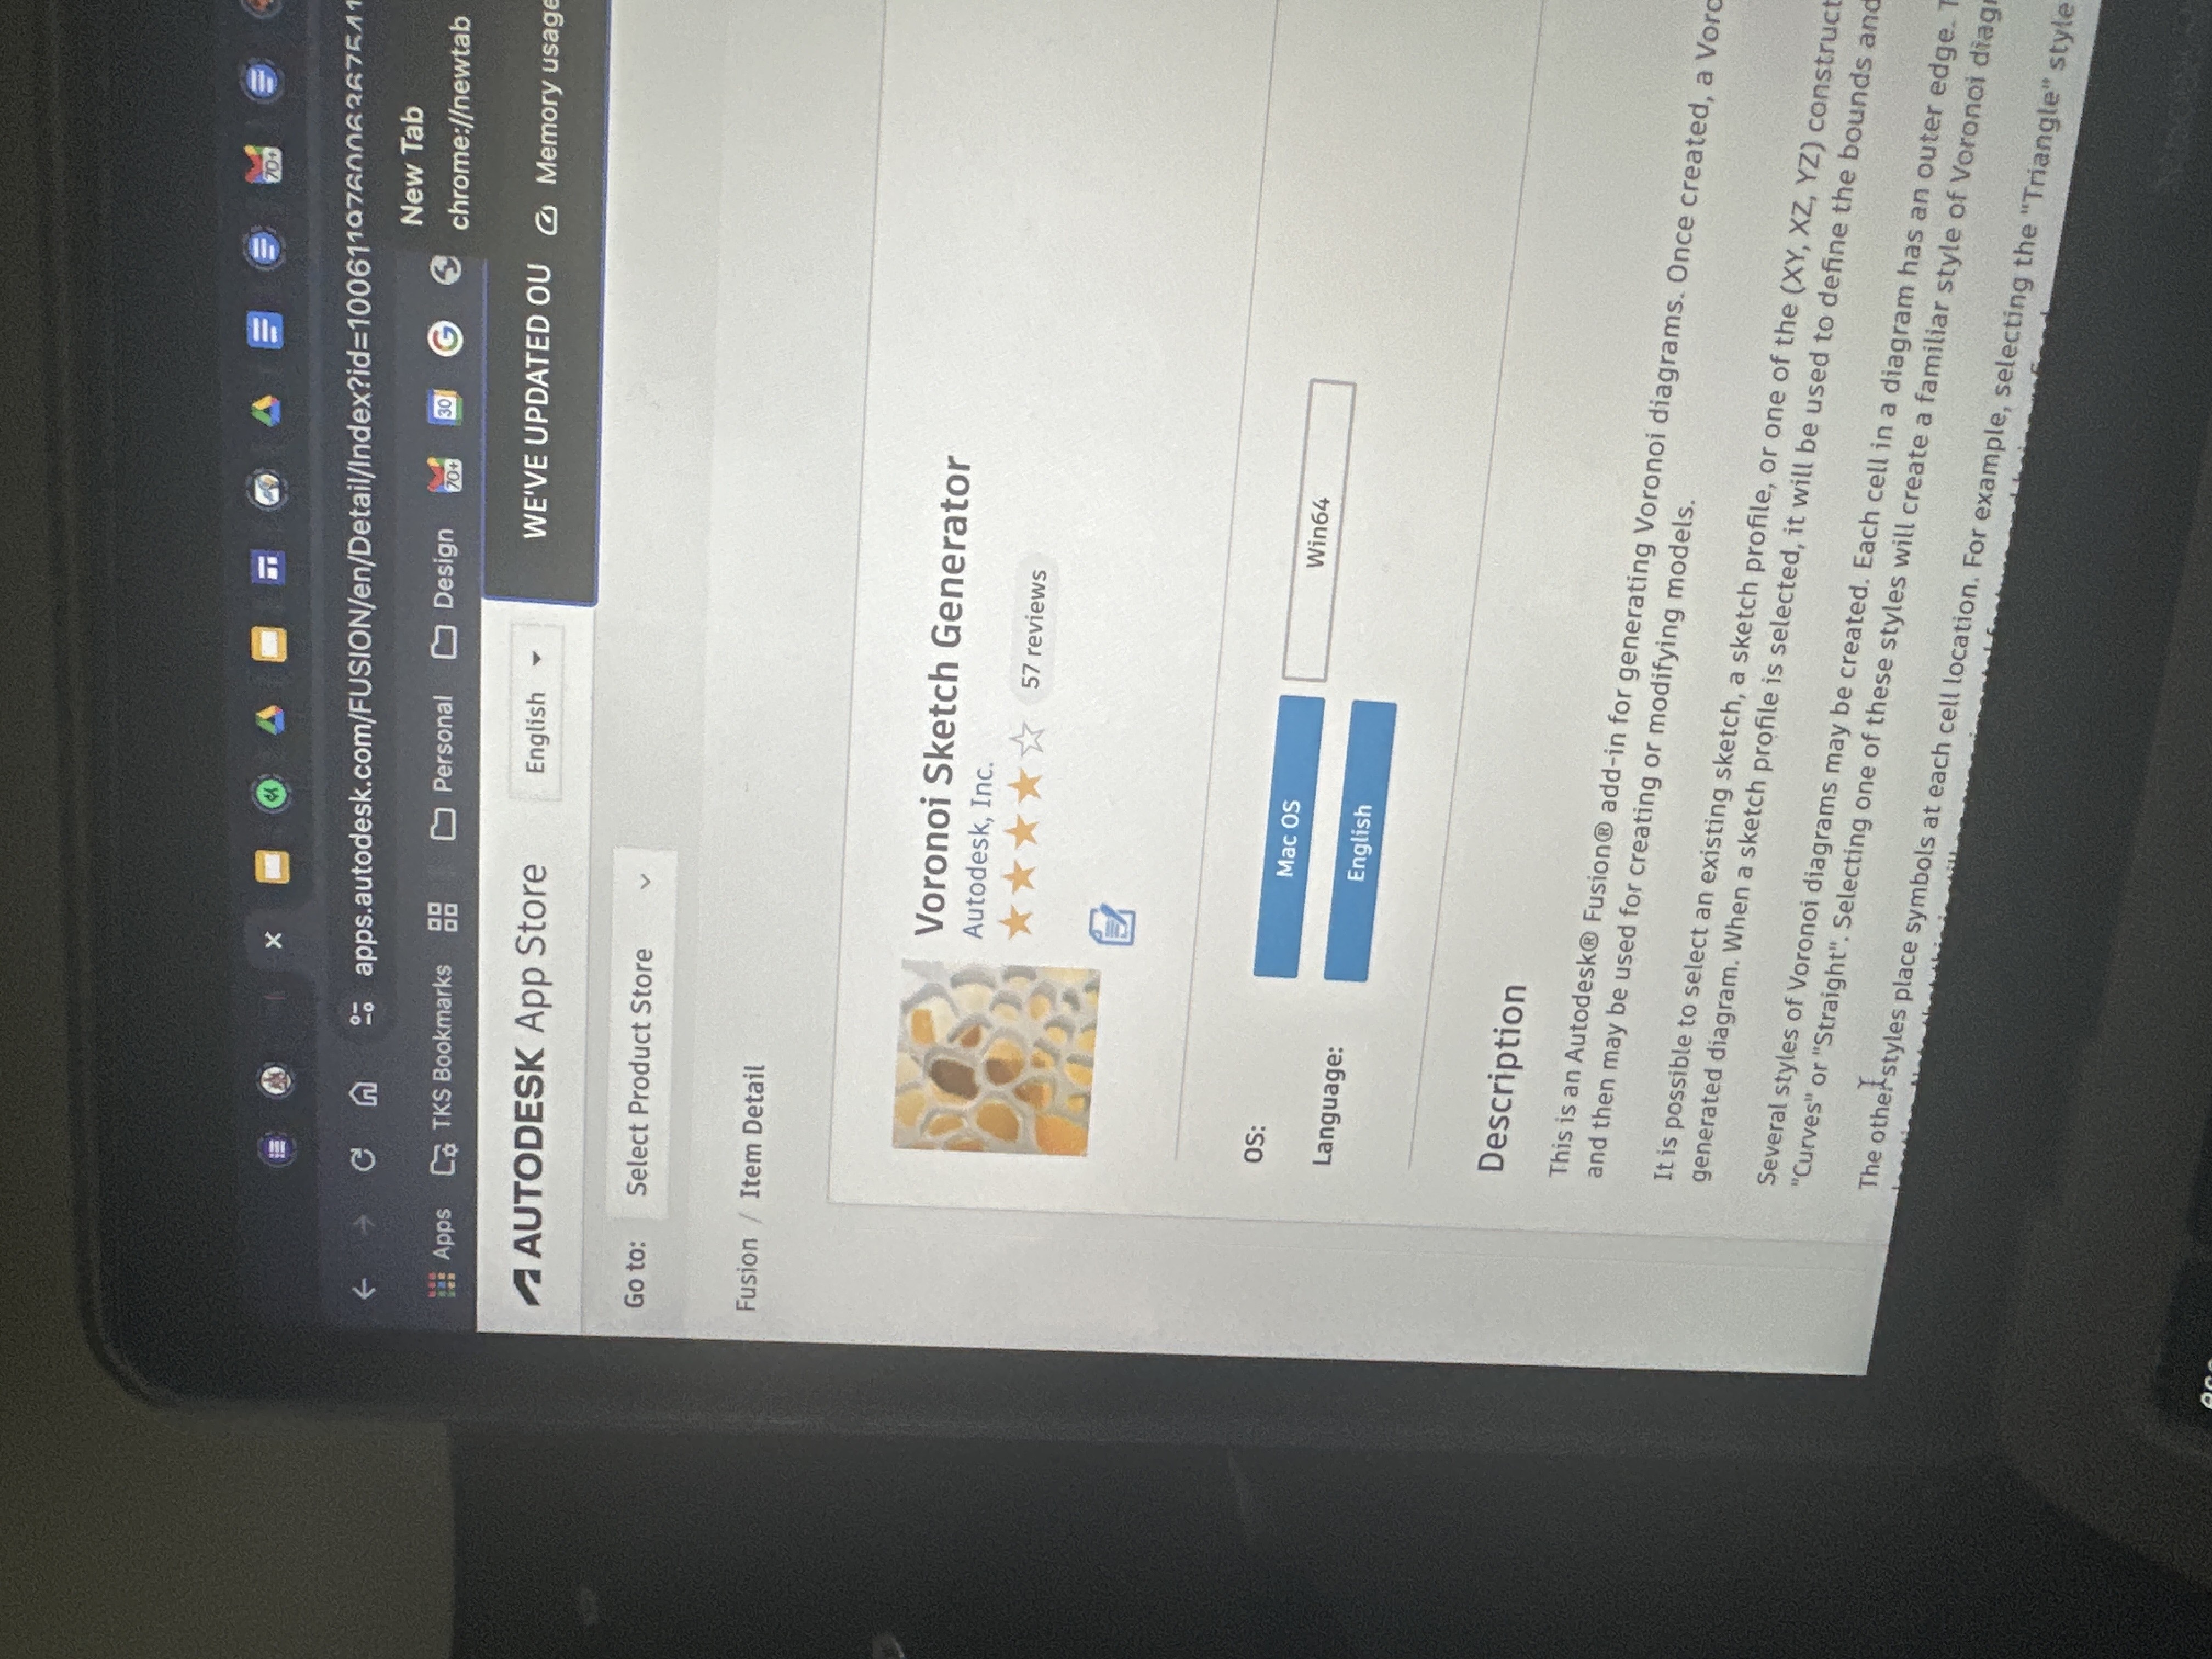 70+
apps.autodesk.com/FUSION/en/Detail/Index?id=100611976006367541
New Tab
chrome://newtab
Memory usage
Apps
TKS Bookmarks
Personal
Design
70+
30
AUTODESK App Store
English
WE'VE UPDATED OU
Go to:
Select Product Store
Fusion / Item Detail
Voronoi Sketch Generator
Autodesk, Inc.
57 reviews
OS:
Mac OS
Win64
Language:
English
Description
This is an Autodesk® Fusion® add-in for generating Voronoi diagrams. Once created, a Voro
and then may be used for creating or modifying models.
It is possible to select an existing sketch, a sketch profile, or one of the (XY, XZ, YZ) construct
generated diagram. When a sketch profile is selected, it will be used to define the bounds and
Several styles of Voronoi diagrams may be created. Each cell in a diagram has an outer edge. T
"Curves" or "Straight". Selecting one of these styles will create a familiar style of Voronoi diagr
The other styles place symbols at each cell location. For example, selecting the "Triangle" style